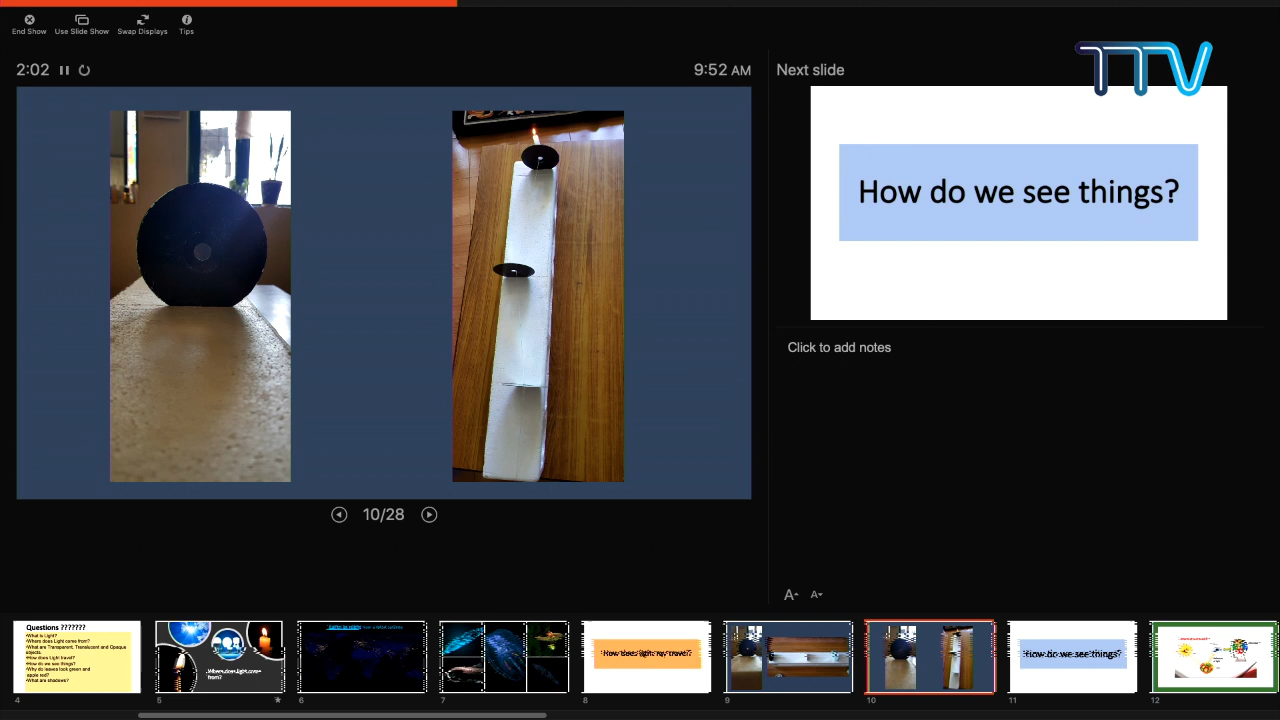 End Show
Use Slide Show
Swap Displays
Tips
TTV
2:02
9:52 AM
Next slide
How do we see things?
Click to add notes
10/28
Questions ???????
•What is Light?
•Where does Light come from?
•What are Transparent, Translucent and Opaque
objects.
•How does Light travel?
•How do we see things?
•Why do leaves look green and
apple red?
•What are shadows?
Where does light come
from?
How does light ray travel?
How do we see things?
4
5
6
7
8
9
10
11
12